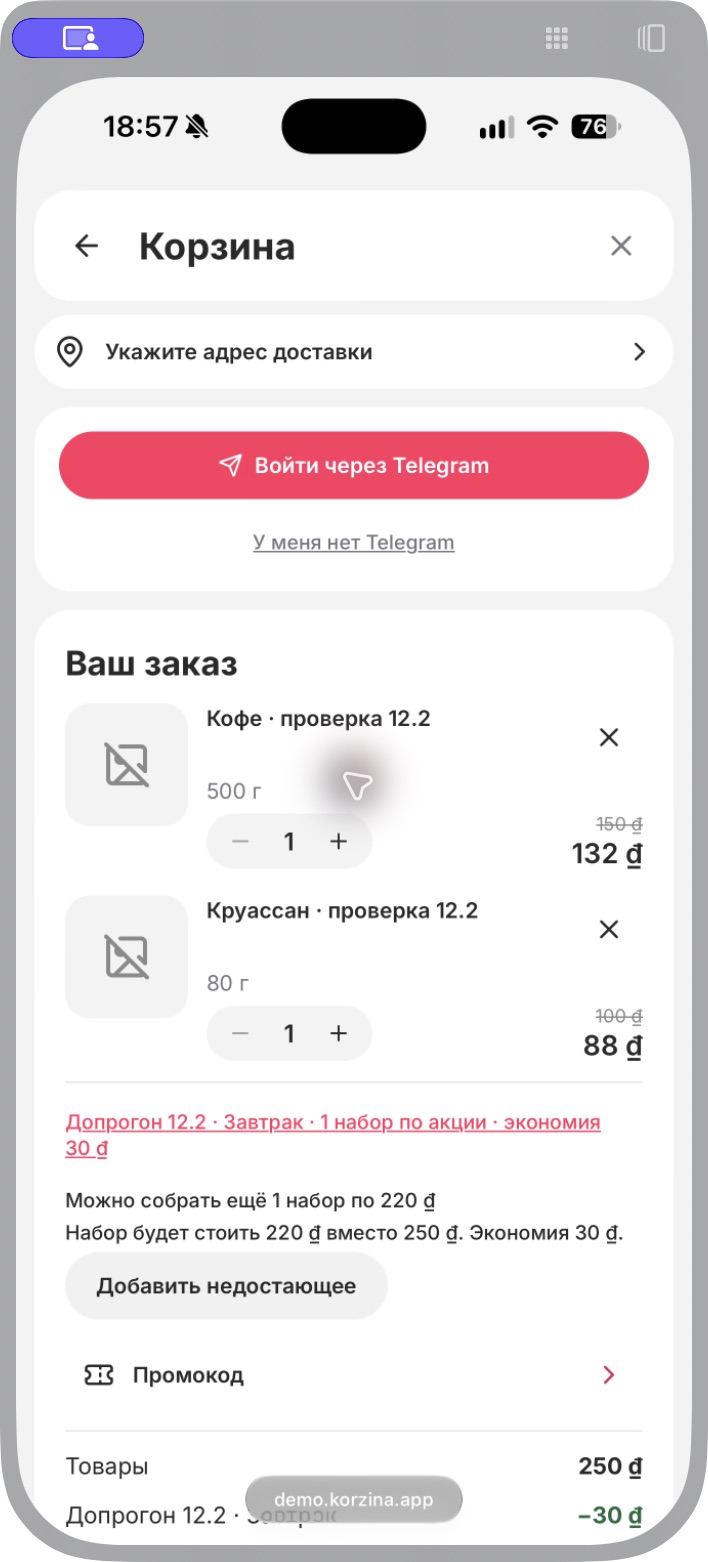 18:57
76
Корзина
Укажите адрес доставки
Войти через Telegram
У меня нет Telegram
Ваш заказ
Кофе · проверка 12.2
500 г
1
150 ₫
132 ₫
Круассан · проверка 12.2
80 г
1
100 ₫
88 ₫
Допрогон 12.2 · Завтрак · 1 набор по акции · экономия
30 ₫
Можно собрать ещё 1 набор по 220 ₫
Набор будет стоить 220 ₫ вместо 250 ₫. Экономия 30 ₫.
Добавить недостающее
Промокод
Товары
250 ₫
Допрогон 12.2 ·
−30 ₫
demo.korzina.app